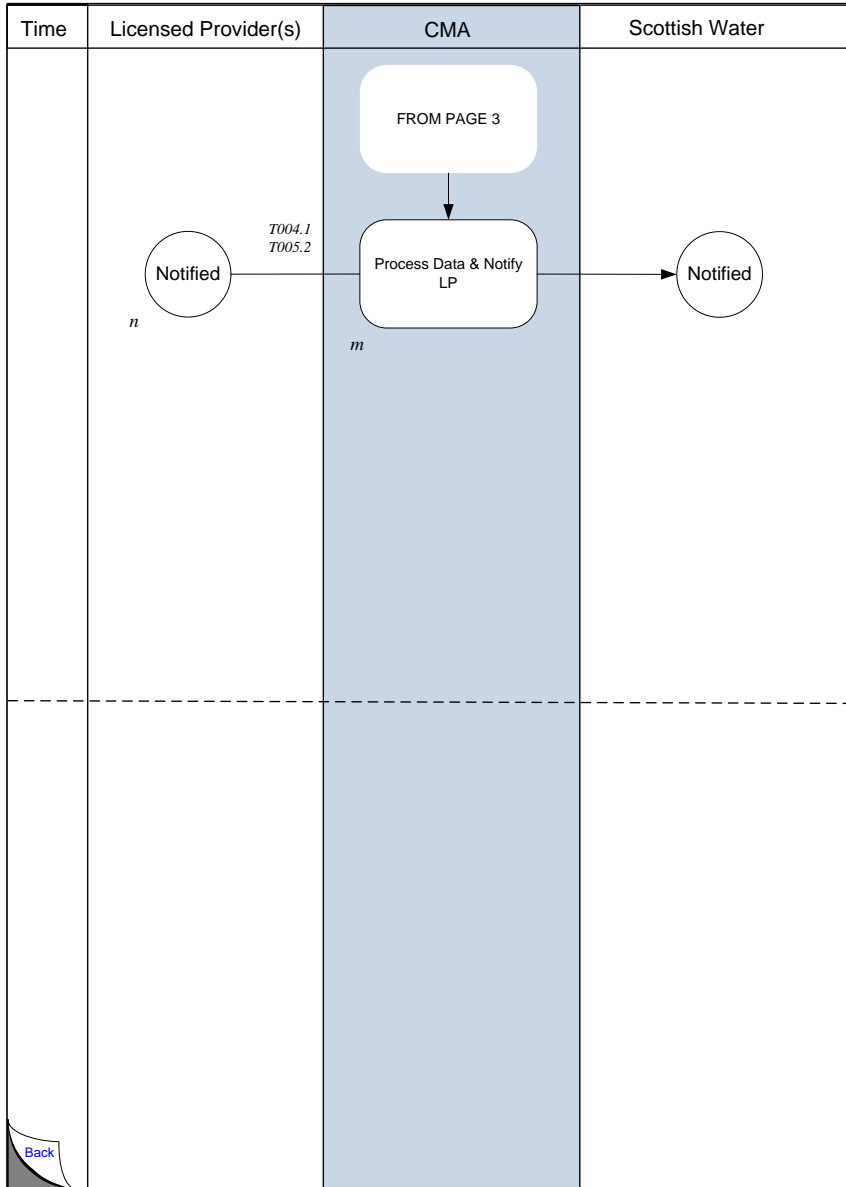 Time
Licensed Provider(s)
CMA
Scottish Water
FROM PAGE 3
T004.1
T005.2
Notified
Process Data & Notify
LP
Notified
n
m
Back